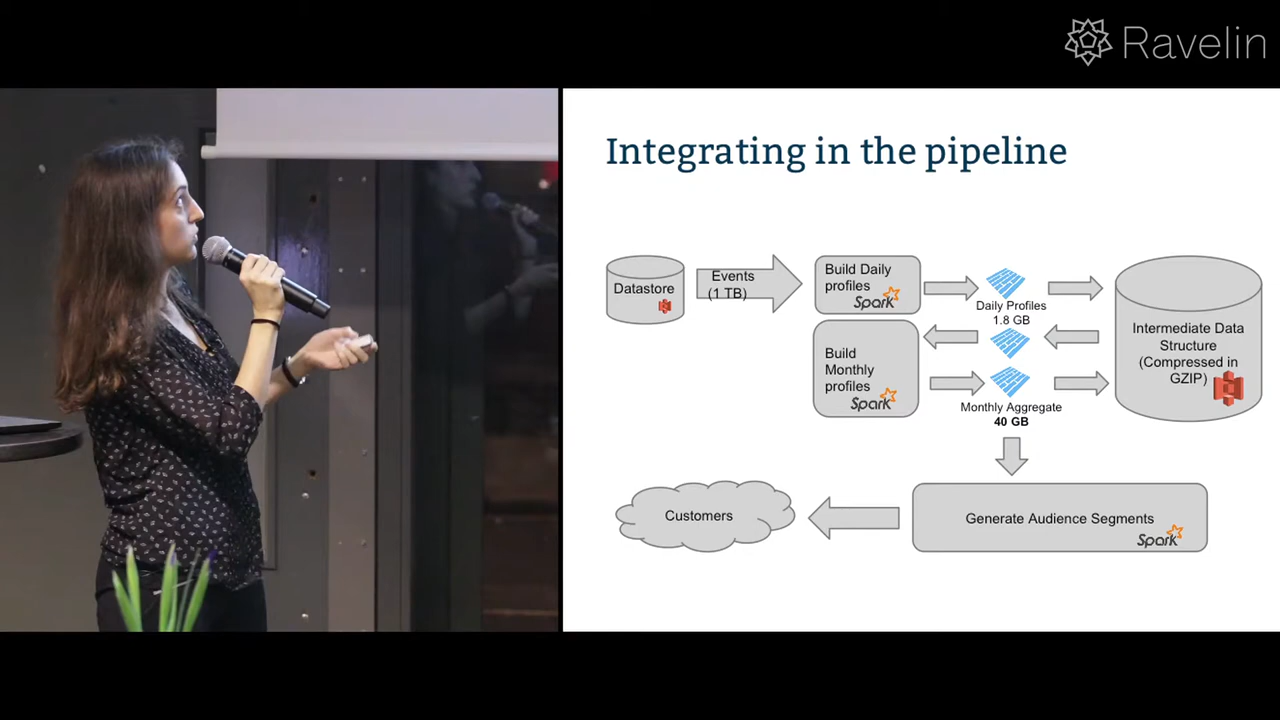 Ravelin
Integrating in the pipeline
Datastore
Events
(1 TB)
Build Daily
profiles
Spark
Daily Profiles
1.8 GB
Build
Monthly
profiles
Spark
Monthly Aggregate
40 GB
Intermediate Data
Structure
(Compressed in
GZIP)
Customers
Generate Audience Segments
Spark